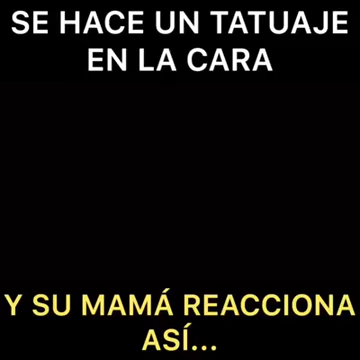 SE HACE UN TATUAJE
EN LA CARA
Y SU MAMÁ REACCIONA
ASÍ...